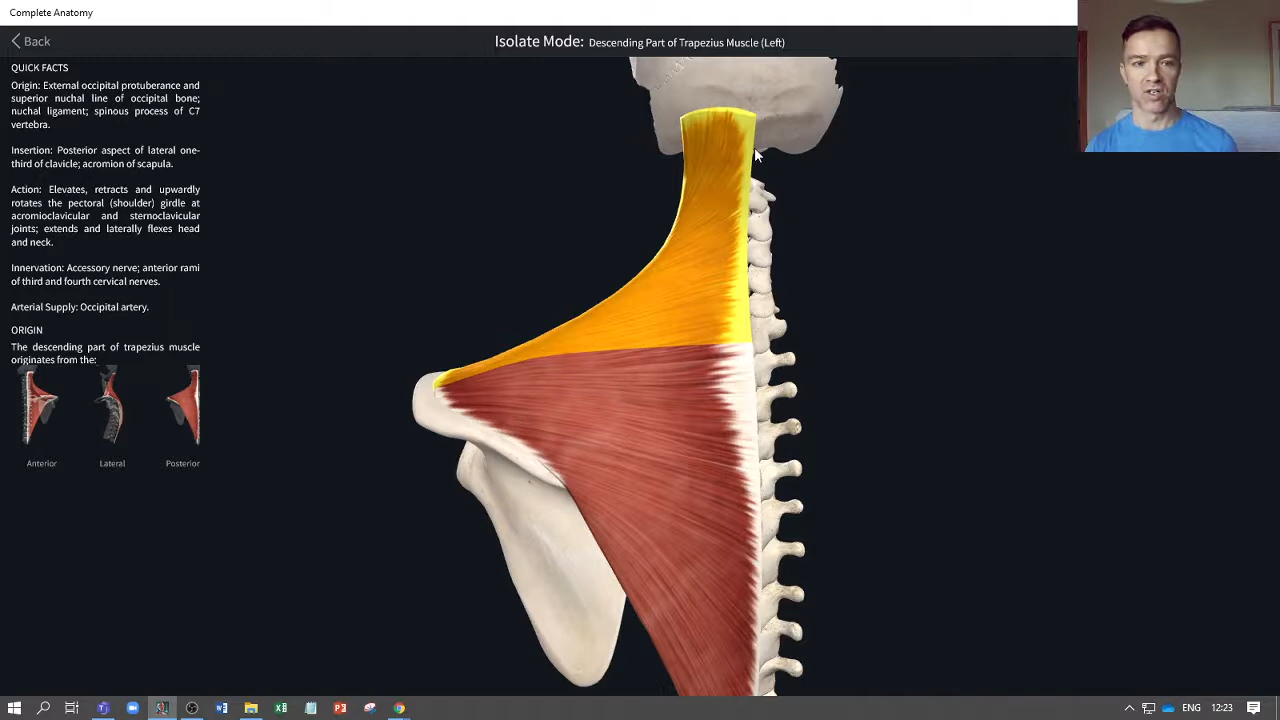 Complete Anatomy
Back
Isolate Mode: Descending Part of Trapezius Muscle (Left)
QUICK FACTS
Origin: External occipital protuberance and
superior nuchal line of occipital bone;
nuchal ligament; spinous process of C7
vertebra.
Insertion: Posterior aspect of lateral one-
third of clavicle; acromion of scapula.
Action: Elevates, retracts and upwardly
rotates the pectoral (shoulder) girdle at
acromioclavicular and sternoclavicular
joints; extends and laterally flexes head
and neck.
Innervation: Accessory nerve; anterior rami
of third and fourth cervical nerves.
Arterial Supply: Occipital artery.
ORIGIN
The descending part of trapezius muscle
originates from the:
Anterior Lateral Posterior
ENG 12:23